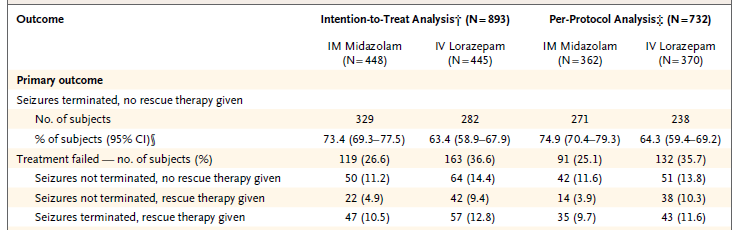 Outcome Intention-to-Treat Analysis† (N=893) Per-Protocol Analysis‡ (N=732)
IM Midazolam (N=448) IV Lorazepam (N=445) IM Midazolam (N=362) IV Lorazepam (N=370)
Primary outcome
Seizures terminated, no rescue therapy given
No. of subjects 329 282 271 238
% of subjects (95% CI)§ 73.4 (69.3–77.5) 63.4 (58.9–67.9) 74.9 (70.4–79.3) 64.3 (59.4–69.2)
Treatment failed — no. of subjects (%) 119 (26.6) 163 (36.6) 91 (25.1) 132 (35.7)
Seizures not terminated, no rescue therapy given 50 (11.2) 64 (14.4) 42 (11.6) 51 (13.8)
Seizures not terminated, rescue therapy given 22 (4.9) 42 (9.4) 14 (3.9) 38 (10.3)
Seizures terminated, rescue therapy given 47 (10.5) 57 (12.8) 35 (9.7) 43 (11.6)